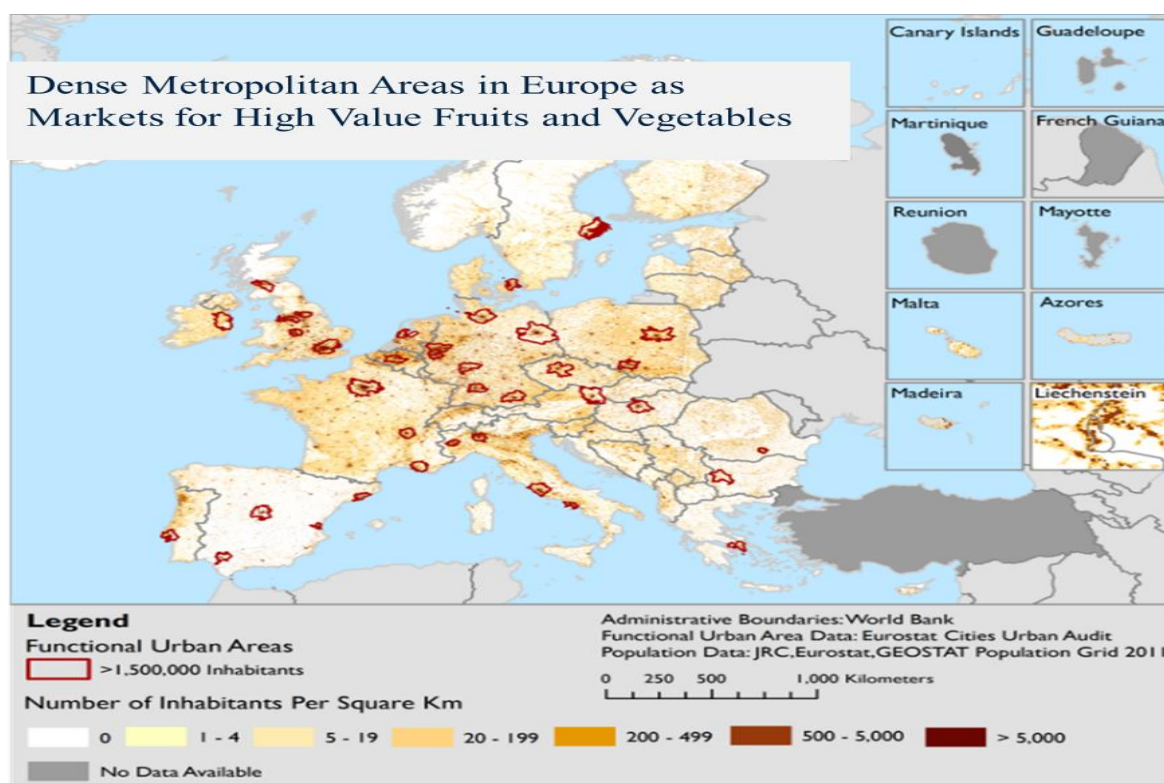 Dense Metropolitan Areas in Europe as
Markets for High Value Fruits and Vegetables
Canary Islands
Guadeloupe
Martinique
French Guiana
Reunion
Mayotte
Malta
Azores
Madeira
Liechenstein
Legend
Functional Urban Areas
>1,500,000 Inhabitants
Number of Inhabitants Per Square Km
0
1 - 4
5 - 19
20 - 199
200 - 499
500 - 5,000
> 5,000
No Data Available
Administrative Boundaries: World Bank
Functional Urban Area Data: Eurostat Cities Urban Audit
Population Data: JRC,Eurostat,GEOSTAT Population Grid 2011
0 250 500 1,000 Kilometers